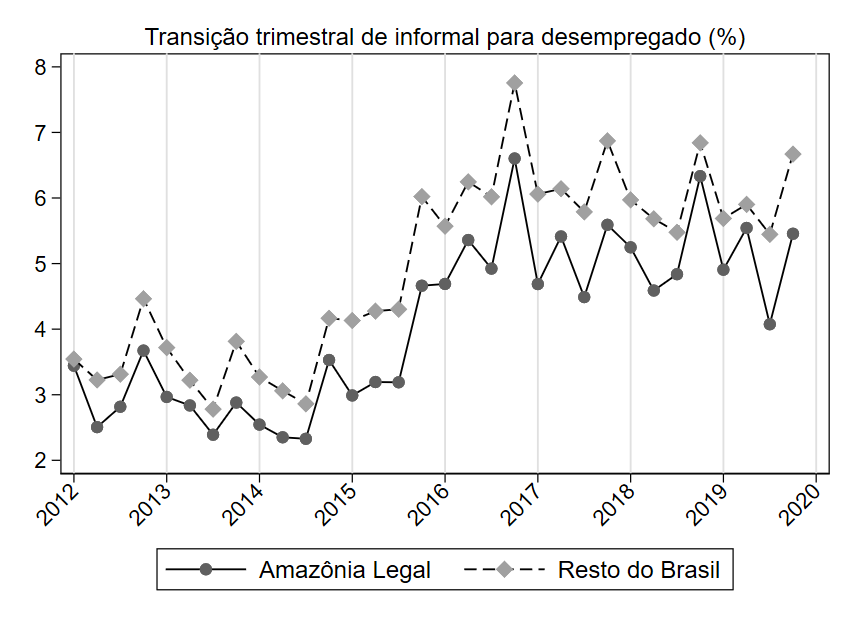 Transição trimestral de informal para desempregado (%)
8
7
6
5
4
3
2
2012 2013 2014 2015 2016 2017 2018 2019 2020
Amazônia Legal Resto do Brasil